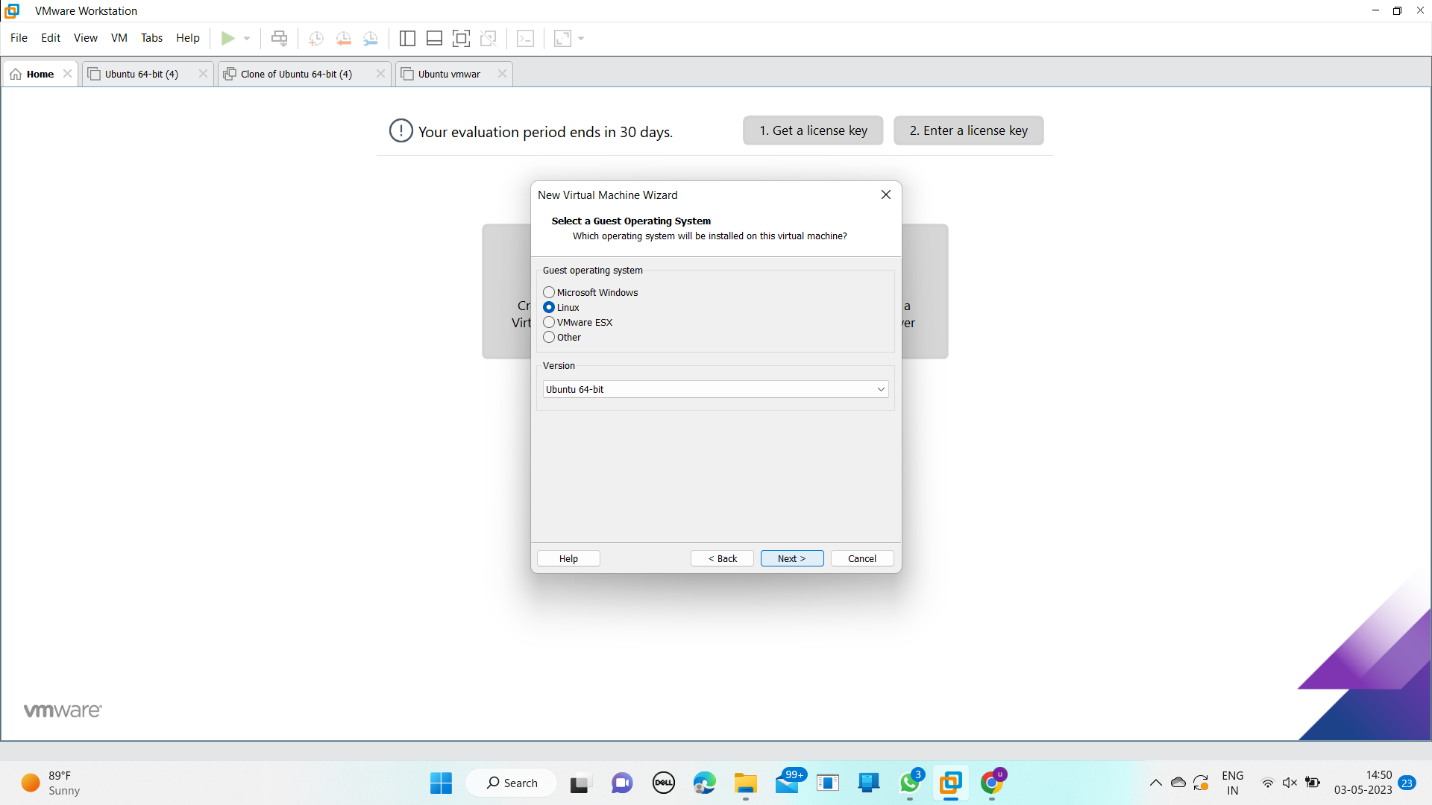 VMware Workstation
File Edit View VM Tabs Help
Home
Ubuntu 64-bit (4)
Clone of Ubuntu 64-bit (4)
Ubuntu vmwar
! Your evaluation period ends in 30 days.
1. Get a license key
2. Enter a license key
New Virtual Machine Wizard
Select a Guest Operating System
Which operating system will be installed on this virtual machine?
Guest operating system
Microsoft Windows
Linux
VMware ESX
Other
Version
Ubuntu 64-bit
Cr
Virt
a
ver
Help
< Back
Next >
Cancel
vmware
89°F
Sunny
Search
DELL
99+
3
u
ENG
IN
14:50
03-05-2023
23